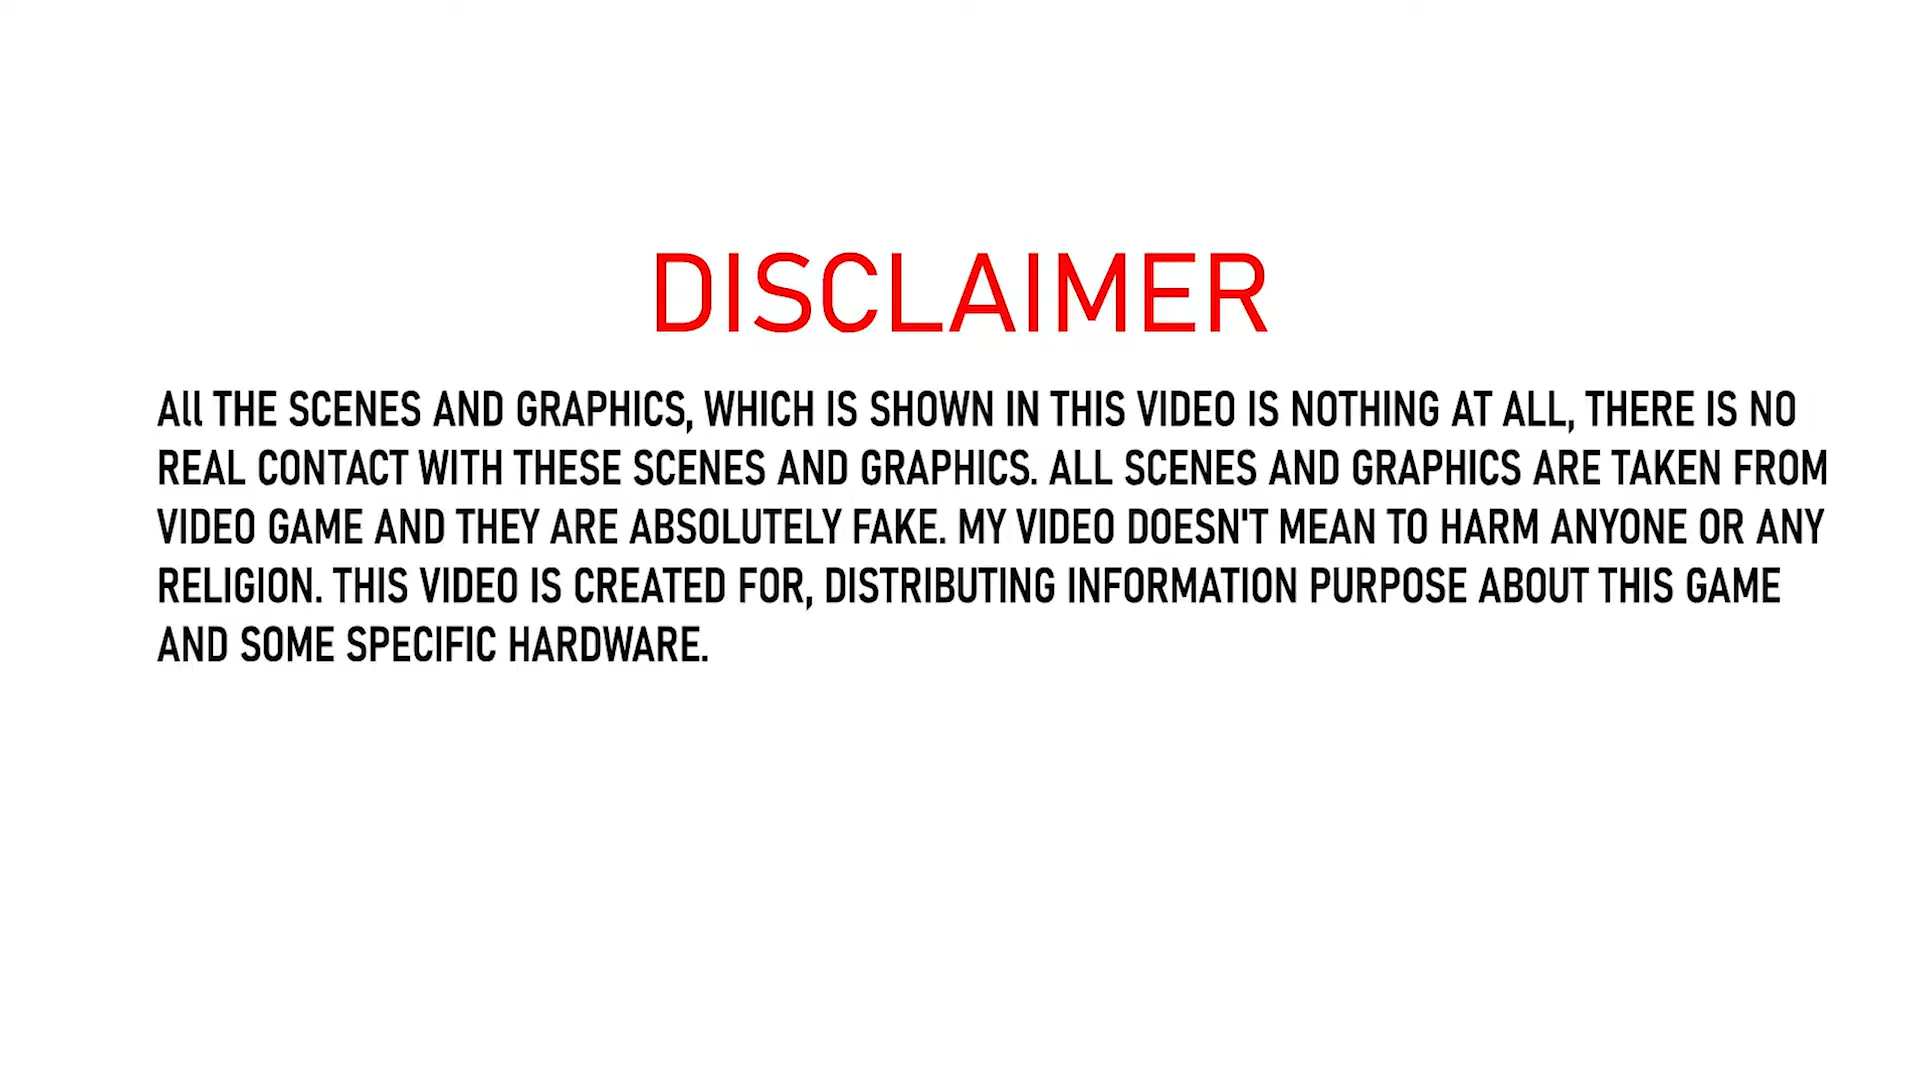 DISCLAIMER
All THE SCENES AND GRAPHICS, WHICH IS SHOWN IN THIS VIDEO IS NOTHING AT ALL, THERE IS NO
REAL CONTACT WITH THESE SCENES AND GRAPHICS. ALL SCENES AND GRAPHICS ARE TAKEN FROM
VIDEO GAME AND THEY ARE ABSOLUTELY FAKE. MY VIDEO DOESN'T MEAN TO HARM ANYONE OR ANY
RELIGION. THIS VIDEO IS CREATED FOR, DISTRIBUTING INFORMATION PURPOSE ABOUT THIS GAME
AND SOME SPECIFIC HARDWARE.